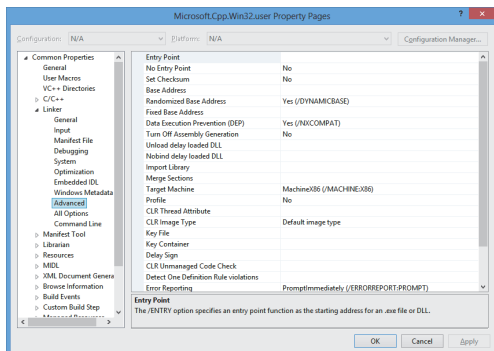 Microsoft.Cpp.Win32.user Property Pages
? x
Configuration: N/A Platform: N/A Configuration Manager...
Common Properties
General
User Macros
VC++ Directories
C/C++
Linker
General
Input
Manifest File
Debugging
System
Optimization
Embedded IDL
Windows Metadata
Advanced
All Options
Command Line
Manifest Tool
Librarian
Resources
MIDL
XML Document Genera
Browse Information
Build Events
Custom Build Step
Managed Resources
Entry Point
No Entry Point No
Set Checksum No
Base Address
Randomized Base Address Yes (/DYNAMICBASE)
Fixed Base Address
Data Execution Prevention (DEP) Yes (/NXCOMPAT)
Turn Off Assembly Generation No
Unload delay loaded DLL
Nobind delay loaded DLL
Import Library
Merge Sections
Target Machine MachineX86 (/MACHINE:X86)
Profile No
CLR Thread Attribute
CLR Image Type Default image type
Key File
Key Container
Delay Sign
CLR Unmanaged Code Check
Detect One Definition Rule violations
Error Reporting PromptImmediately (/ERRORREPORT:PROMPT)
Entry Point
The /ENTRY option specifies an entry point function as the starting address for an .exe file or DLL.
OK Cancel Apply